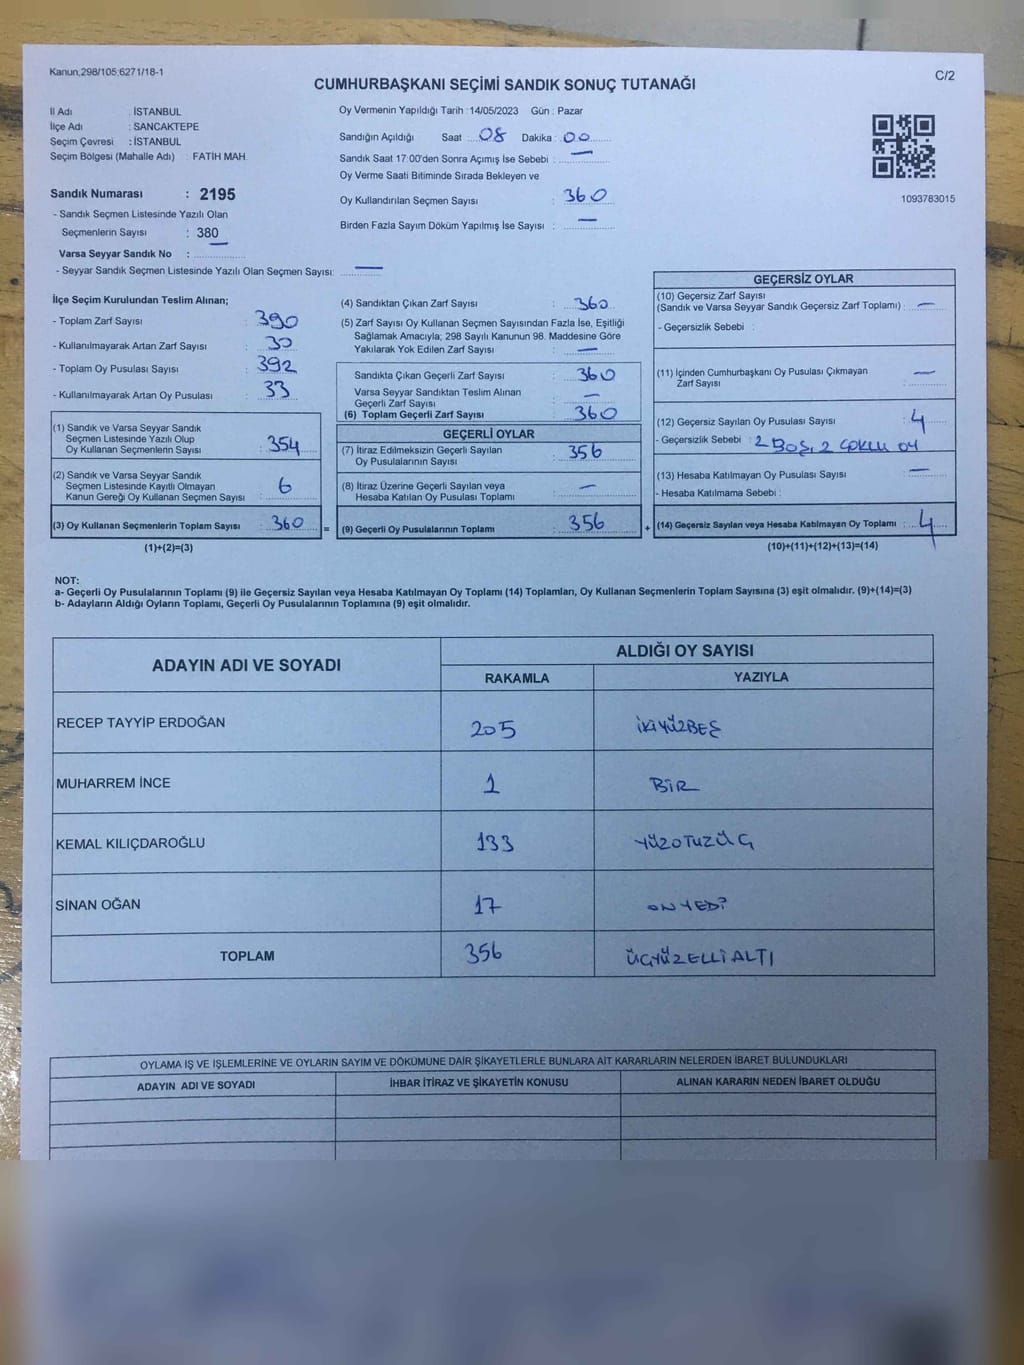 Kanun,298/105;6271/18-1
C/2
CUMHURBAŞKANI SEÇİMİ SANDIK SONUÇ TUTANAĞI
İl Adı : İSTANBUL
İlçe Adı : SANCAKTEPE
Seçim Çevresi : İSTANBUL
Seçim Bölgesi (Mahalle Adı) : FATİH MAH.
Oy Vermenin Yapıldığı Tarih :14/05/2023 Gün : Pazar
Sandığın Açıldığı Saat : 08 Dakika : 00
Sandık Saat 17:00'den Sonra Açımış İse Sebebi : —
Oy Verme Saati Bitiminde Sırada Bekleyen ve
Oy Kullandırılan Seçmen Sayısı : 360
Birden Fazla Sayım Döküm Yapılmış İse Sayısı : —
1093783015
Sandık Numarası : 2195
- Sandık Seçmen Listesinde Yazılı Olan
Seçmenlerin Sayısı : 380
Varsa Seyyar Sandık No : —
- Seyyar Sandık Seçmen Listesinde Yazılı Olan Seçmen Sayısı: —
İlçe Seçim Kurulundan Teslim Alınan;
- Toplam Zarf Sayısı : 390
- Kullanılmayarak Artan Zarf Sayısı : 30
- Toplam Oy Pusulası Sayısı : 392
- Kullanılmayarak Artan Oy Pusulası : 33
(1) Sandık ve Varsa Seyyar Sandık
Seçmen Listesinde Yazılı Olup
Oy Kullanan Seçmenlerin Sayısı : 354
(2) Sandık ve Varsa Seyyar Sandık
Seçmen Listesinde Kayıtlı Olmayan
Kanun Gereği Oy Kullanan Seçmen Sayısı : 6
(3) Oy Kullanan Seçmenlerin Toplam Sayısı : 360 =
(1)+(2)=(3)
(4) Sandıktan Çıkan Zarf Sayısı : 360
(5) Zarf Sayısı Oy Kullanan Seçmen Sayısından Fazla İse, Eşitliği
Sağlamak Amacıyla; 298 Sayılı Kanunun 98. Maddesine Göre
Yakılarak Yok Edilen Zarf Sayısı : —
Sandıkta Çıkan Geçerli Zarf Sayısı : 360
Varsa Seyyar Sandıktan Teslim Alınan
Geçerli Zarf Sayısı : —
(6) Toplam Geçerli Zarf Sayısı : 360
GEÇERLİ OYLAR
(7) İtiraz Edilmeksizin Geçerli Sayılan
Oy Pusulalarının Sayısı : 356
(8) İtiraz Üzerine Geçerli Sayılan veya
Hesaba Katılan Oy Pusulası Toplamı : —
(9) Geçerli Oy Pusulalarının Toplamı : 356 +
GEÇERSİZ OYLAR
(10) Geçersiz Zarf Sayısı
(Sandık ve Varsa Seyyar Sandık Geçersiz Zarf Toplamı) : —
- Geçersizlik Sebebi :
(11) İçinden Cumhurbaşkanı Oy Pusulası Çıkmayan
Zarf Sayısı : —
(12) Geçersiz Sayılan Oy Pusulası Sayısı : 4
- Geçersizlik Sebebi : 2 BOŞ, 2 ÇOKLU OY
(13) Hesaba Katılmayan Oy Pusulası Sayısı : —
- Hesaba Katılmama Sebebi :
(14) Geçersiz Sayılan veya Hesaba Katılmayan Oy Toplamı : 4
(10)+(11)+(12)+(13)=(14)
NOT:
a- Geçerli Oy Pusulalarının Toplamı (9) ile Geçersiz Sayılan veya Hesaba Katılmayan Oy Toplamı (14) Toplamları, Oy Kullanan Seçmenlerin Toplam Sayısına (3) eşit olmalıdır. (9)+(14)=(3)
b- Adayların Aldığı Oyların Toplamı, Geçerli Oy Pusulalarının Toplamına (9) eşit olmalıdır.
ADAYIN ADI VE SOYADI
ALDIĞI OY SAYISI
RAKAMLA YAZIYLA
RECEP TAYYİP ERDOĞAN 205 İKİYÜZBEŞ
MUHARREM İNCE 1 BİR
KEMAL KILIÇDAROĞLU 133 YÜZOTUZÜÇ
SİNAN OĞAN 17 ONYEDİ
TOPLAM 356 ÜÇYÜZELLİALTI
OYLAMA İŞ VE İŞLEMLERİNE VE OYLARIN SAYIM VE DÖKÜMÜNE DAİR ŞİKAYETLERLE BUNLARA AİT KARARLARIN NELERDEN İBARET BULUNDUKLARI
ADAYIN ADI VE SOYADI İHBAR İTİRAZ VE ŞİKAYETİN KONUSU ALINAN KARARIN NEDEN İBARET OLDUĞU